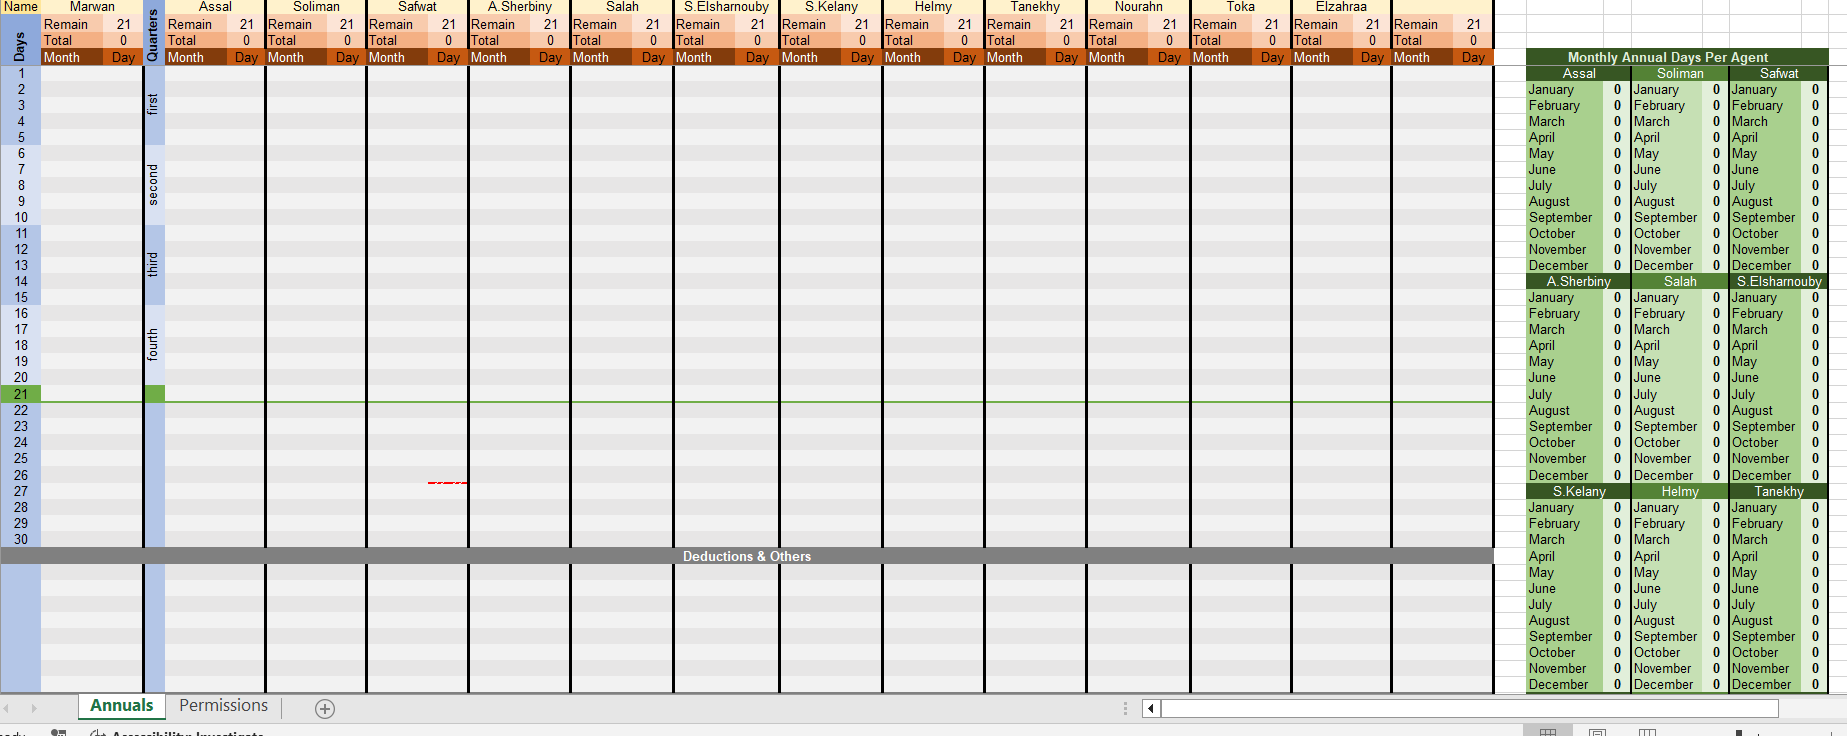 Name Marwan Assal Soliman Safwat A.Sherbiny Salah S.Elsharnouby S.Kelany Helmy Tanekhy Nourahn Toka Elzahraa
Days Quarters
Remain 21 Remain 21 Remain 21 Remain 21 Remain 21 Remain 21 Remain 21 Remain 21 Remain 21 Remain 21 Remain 21 Remain 21 Remain 21 Remain 21
Total 0 Total 0 Total 0 Total 0 Total 0 Total 0 Total 0 Total 0 Total 0 Total 0 Total 0 Total 0 Total 0 Total 0
Month Day Month Day Month Day Month Day Month Day Month Day Month Day Month Day Month Day Month Day Month Day Month Day Month Day Month Day
1
2
3
4
5
first
6
7
8
9
10
second
11
12
13
14
15
third
16
17
18
19
20
fourth
21
22
23
24
25
26
27
28
29
30
Deductions & Others
Monthly Annual Days Per Agent
Assal Soliman Safwat
January 0 January 0 January 0
February 0 February 0 February 0
March 0 March 0 March 0
April 0 April 0 April 0
May 0 May 0 May 0
June 0 June 0 June 0
July 0 July 0 July 0
August 0 August 0 August 0
September 0 September 0 September 0
October 0 October 0 October 0
November 0 November 0 November 0
December 0 December 0 December 0
A.Sherbiny Salah S.Elsharnouby
January 0 January 0 January 0
February 0 February 0 February 0
March 0 March 0 March 0
April 0 April 0 April 0
May 0 May 0 May 0
June 0 June 0 June 0
July 0 July 0 July 0
August 0 August 0 August 0
September 0 September 0 September 0
October 0 October 0 October 0
November 0 November 0 November 0
December 0 December 0 December 0
S.Kelany Helmy Tanekhy
January 0 January 0 January 0
February 0 February 0 February 0
March 0 March 0 March 0
April 0 April 0 April 0
May 0 May 0 May 0
June 0 June 0 June 0
July 0 July 0 July 0
August 0 August 0 August 0
September 0 September 0 September 0
October 0 October 0 October 0
November 0 November 0 November 0
December 0 December 0 December 0
Annuals Permissions
Accessibility: Investigate